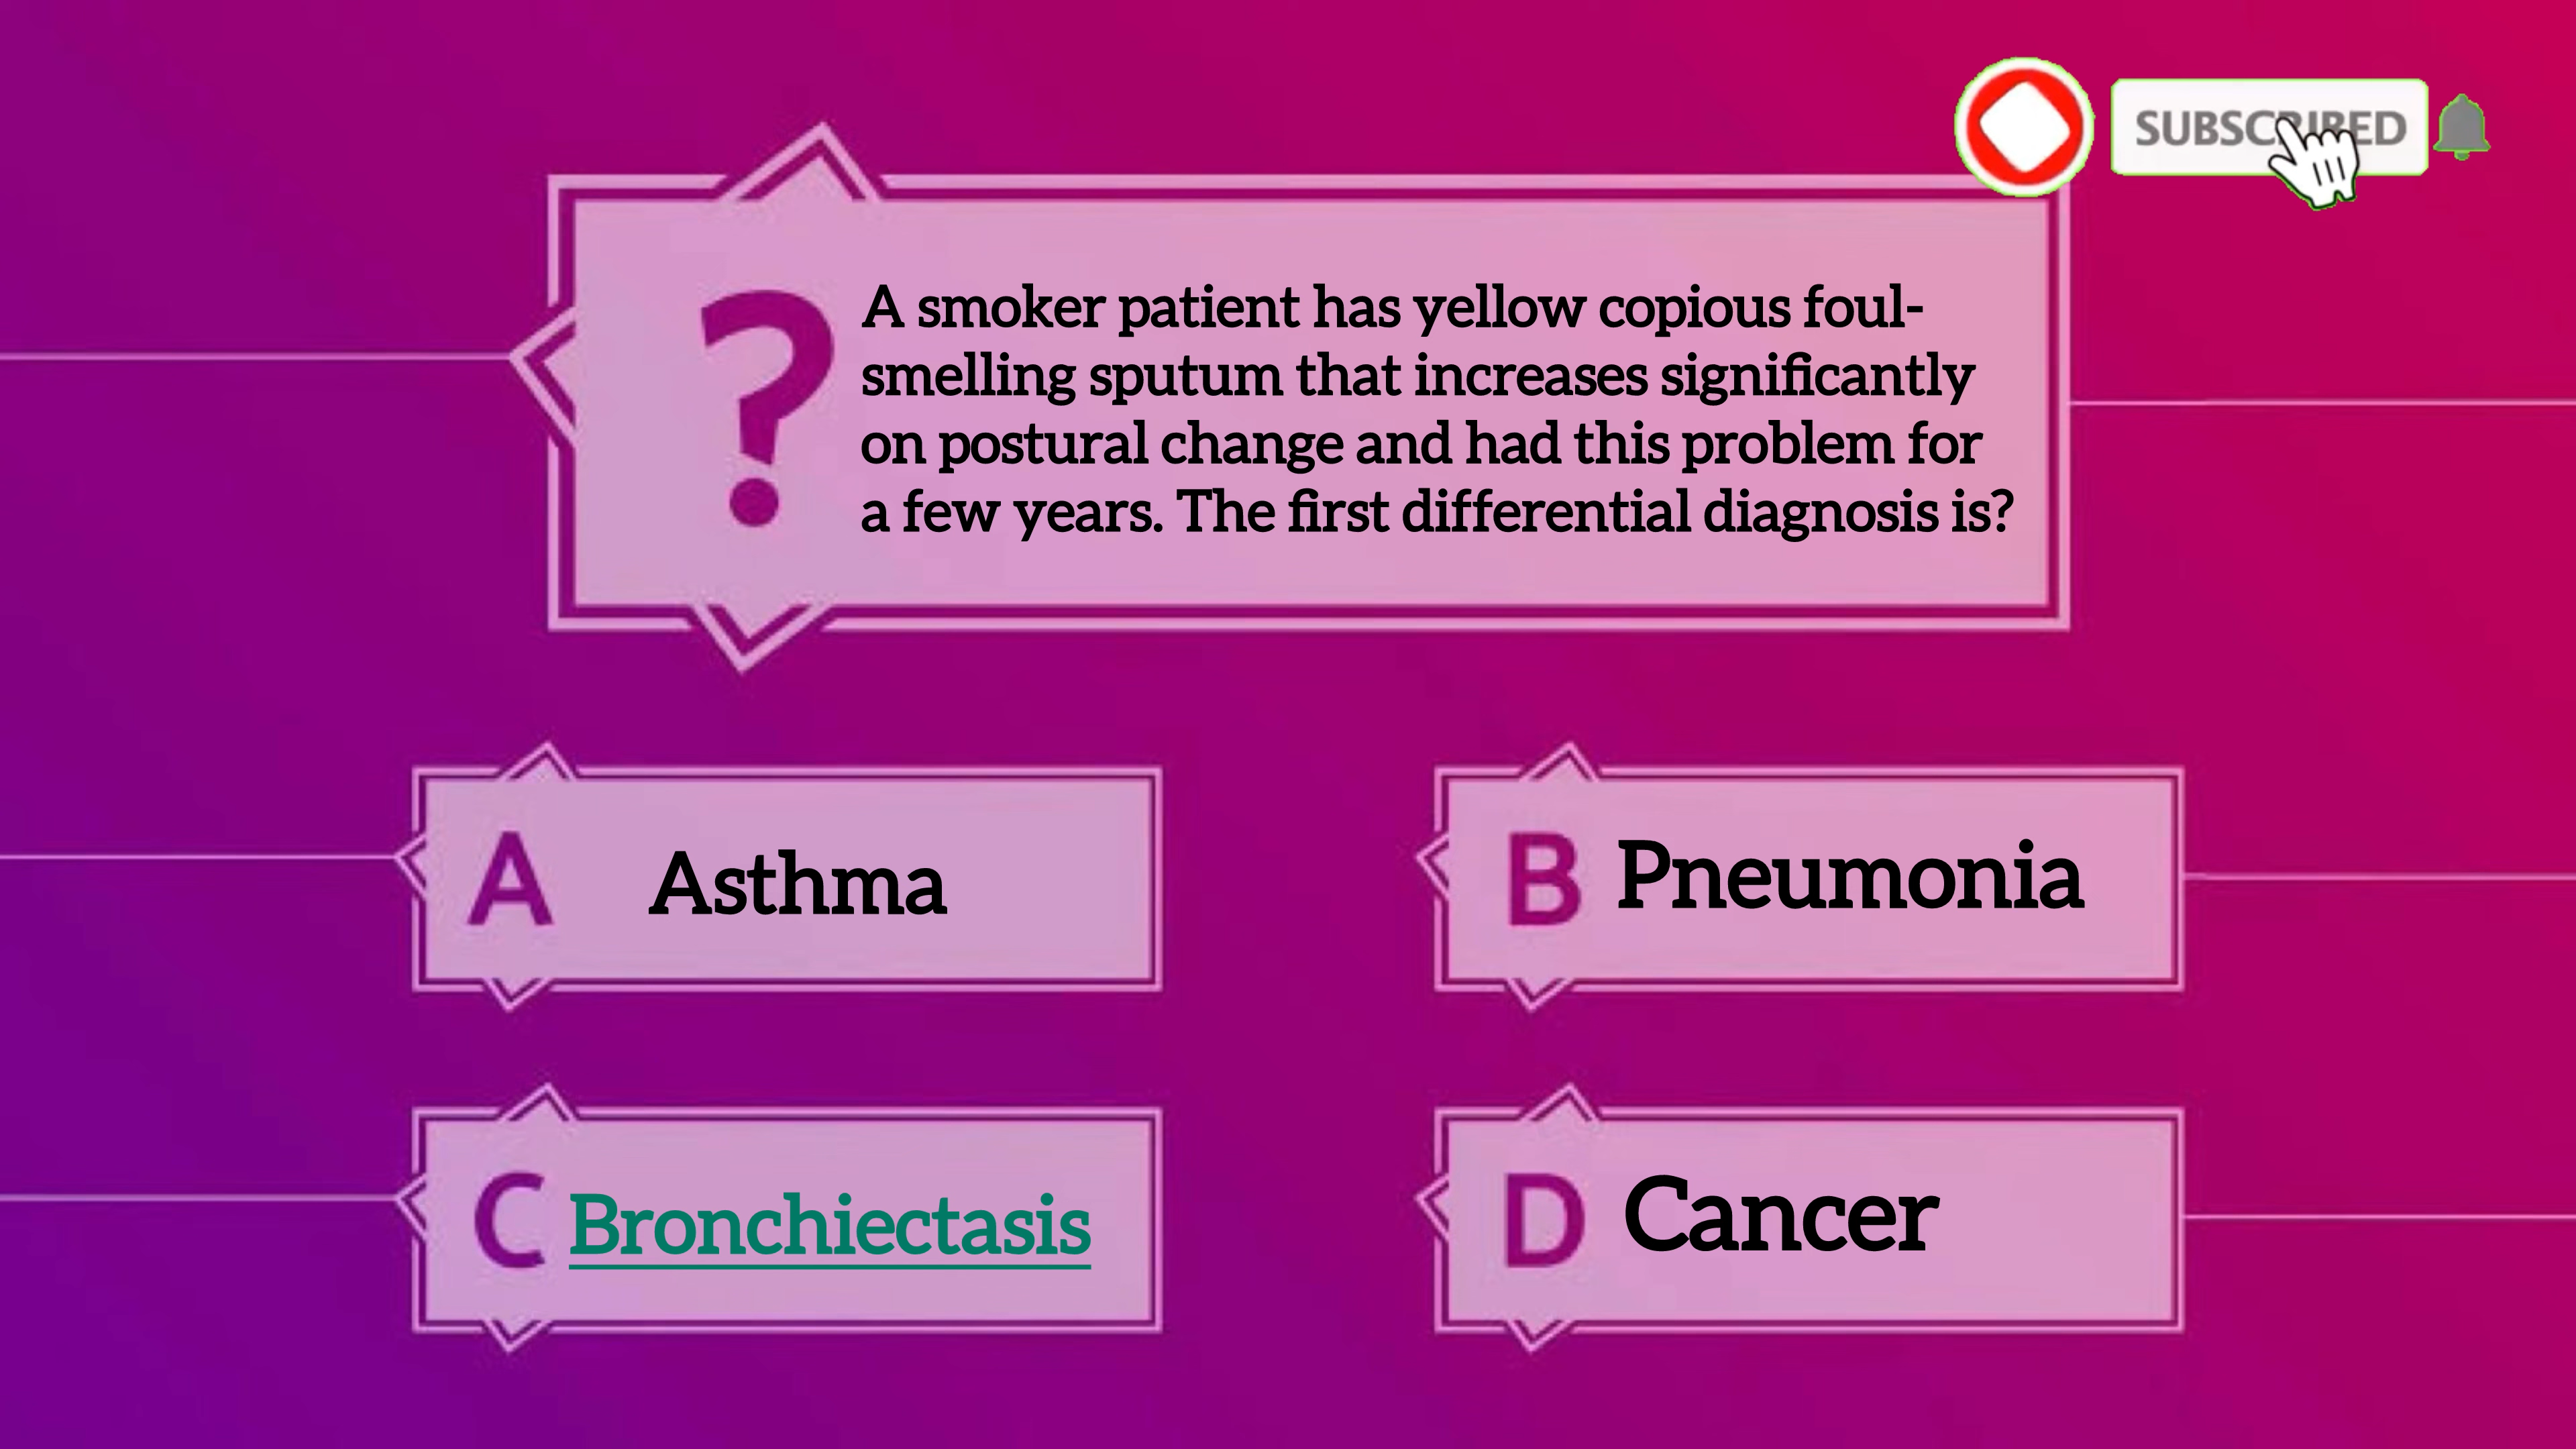 SUBSCRIBED
? A smoker patient has yellow copious foul-
smelling sputum that increases significantly
on postural change and had this problem for
a few years. The first differential diagnosis is?
A Asthma
B Pneumonia
C Bronchiectasis
D Cancer